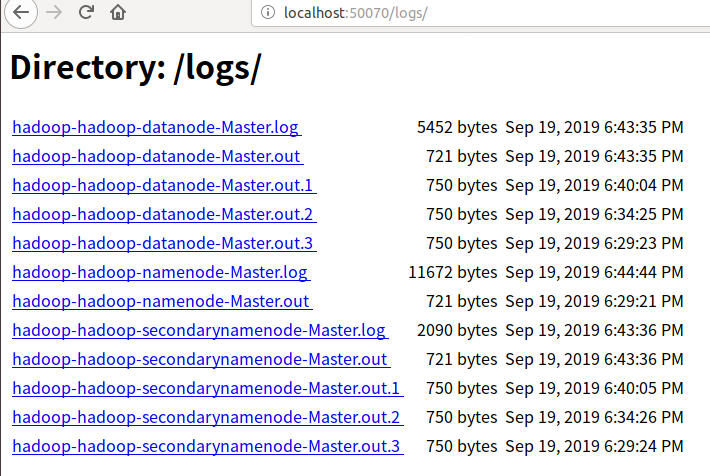 localhost:50070/logs/
Directory: /logs/
hadoop-hadoop-datanode-Master.log 5452 bytes Sep 19, 2019 6:43:35 PM
hadoop-hadoop-datanode-Master.out 721 bytes Sep 19, 2019 6:43:35 PM
hadoop-hadoop-datanode-Master.out.1 750 bytes Sep 19, 2019 6:40:04 PM
hadoop-hadoop-datanode-Master.out.2 750 bytes Sep 19, 2019 6:34:25 PM
hadoop-hadoop-datanode-Master.out.3 750 bytes Sep 19, 2019 6:29:23 PM
hadoop-hadoop-namenode-Master.log 11672 bytes Sep 19, 2019 6:44:44 PM
hadoop-hadoop-namenode-Master.out 721 bytes Sep 19, 2019 6:29:21 PM
hadoop-hadoop-secondarynamenode-Master.log 2090 bytes Sep 19, 2019 6:43:36 PM
hadoop-hadoop-secondarynamenode-Master.out 721 bytes Sep 19, 2019 6:43:36 PM
hadoop-hadoop-secondarynamenode-Master.out.1 750 bytes Sep 19, 2019 6:40:05 PM
hadoop-hadoop-secondarynamenode-Master.out.2 750 bytes Sep 19, 2019 6:34:26 PM
hadoop-hadoop-secondarynamenode-Master.out.3 750 bytes Sep 19, 2019 6:29:24 PM